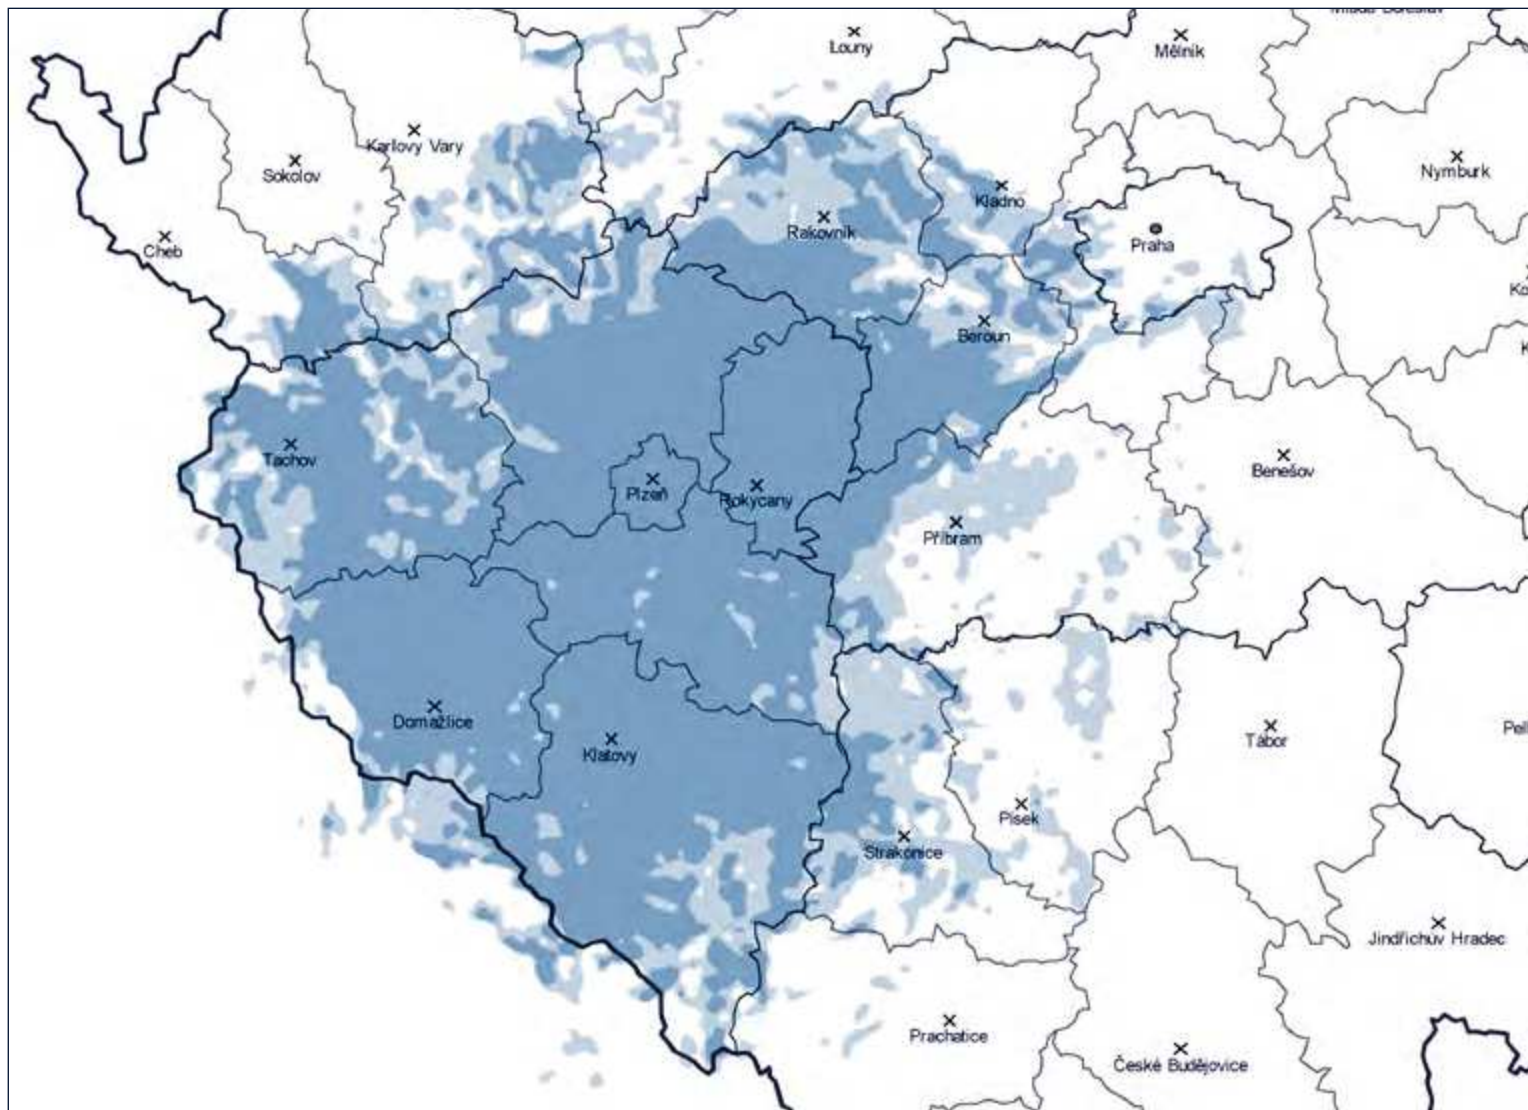 Louny
Mělník
Karlovy Vary
Sokolov
Nymburk
Kladno
Rakovník
Praha
Cheb
Beroun
Tachov
Benešov
Plzeň
Rokycany
Příbram
Domažlice
Klatovy
Tábor
Písek
Strakonice
Jindřichův Hradec
Prachatice
České Budějovice